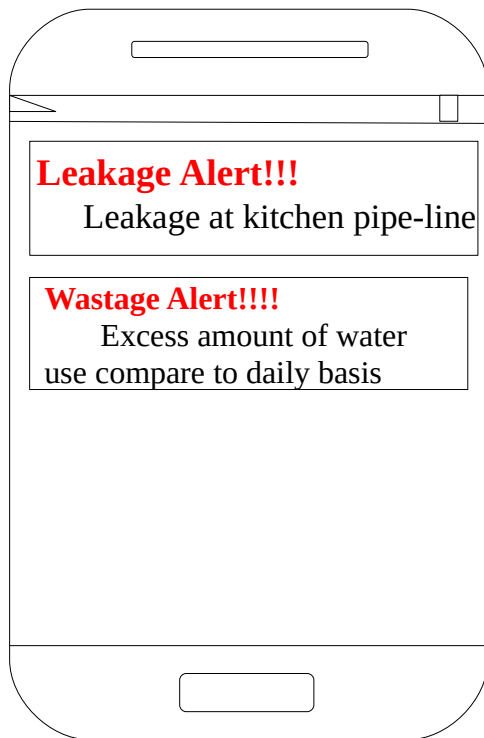 Leakage Alert!!!
Leakage at kitchen pipe-line
Wastage Alert!!!!
Excess amount of water
use compare to daily basis